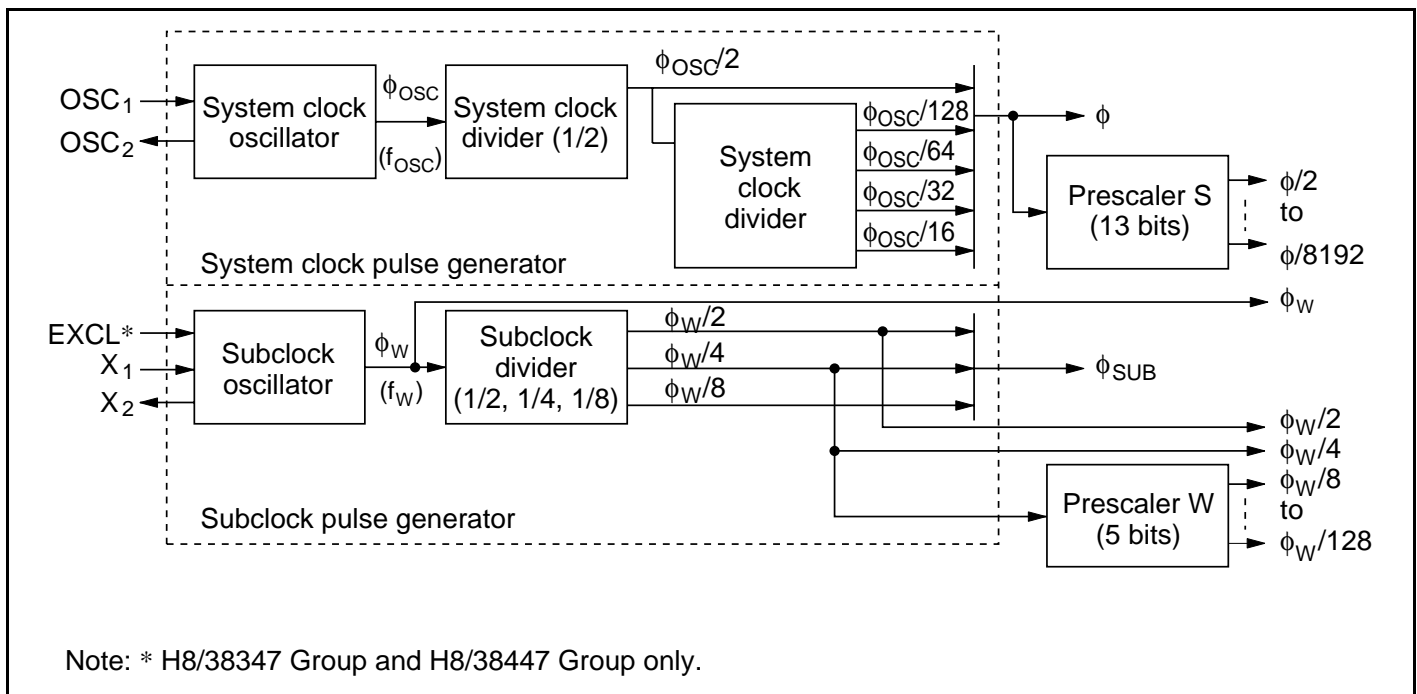 OSC1
OSC2
System clock
oscillator
ϕOSC
(fOSC)
System clock
divider (1/2)
ϕOSC/2
System
clock
divider
ϕOSC/128
ϕOSC/64
ϕOSC/32
ϕOSC/16
ϕ
Prescaler S
(13 bits)
ϕ/2
to
ϕ/8192
System clock pulse generator
EXCL*
X1
X2
Subclock
oscillator
ϕW
(fW)
Subclock
divider
(1/2, 1/4, 1/8)
ϕW/2
ϕW/4
ϕW/8
ϕW
ϕSUB
ϕW/2
ϕW/4
Prescaler W
(5 bits)
ϕW/8
to
ϕW/128
Subclock pulse generator
Note: * H8/38347 Group and H8/38447 Group only.